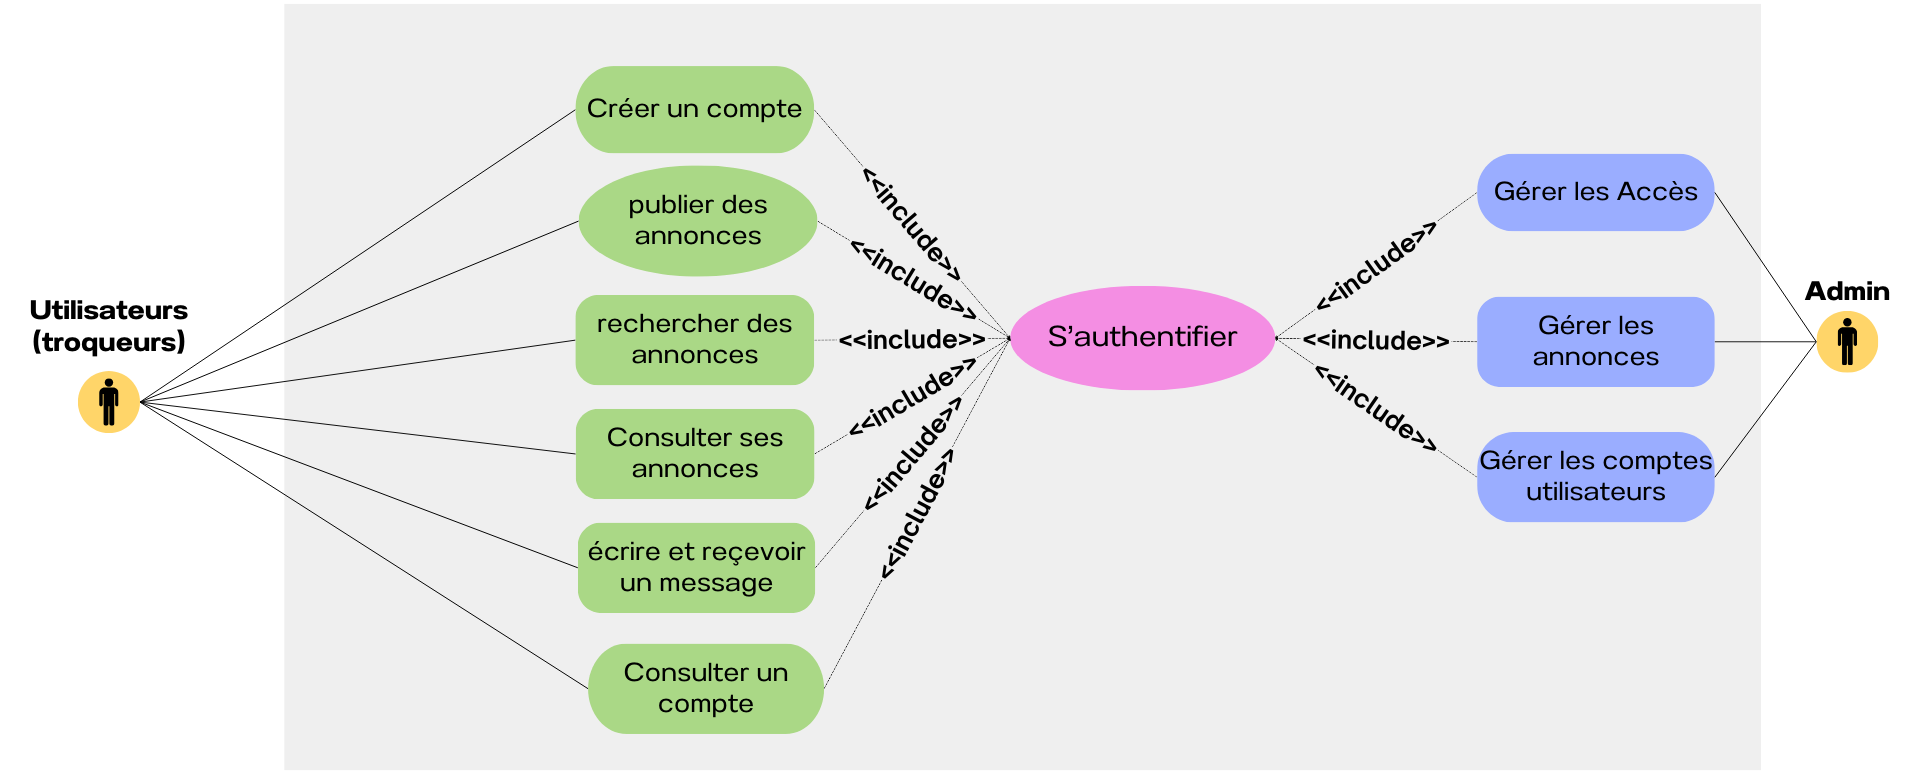 Utilisateurs
(troqueurs)
Créer un compte
publier des
annonces
rechercher des
annonces
Consulter ses
annonces
écrire et reçevoir
un message
Consulter un
compte
<<include>>
<<include>>
<<include>>
<<include>>
<<include>>
<<include>>
S’authentifier
<<include>>
<<include>>
<<include>>
Gérer les Accès
Gérer les
annonces
Gérer les comptes
utilisateurs
Admin